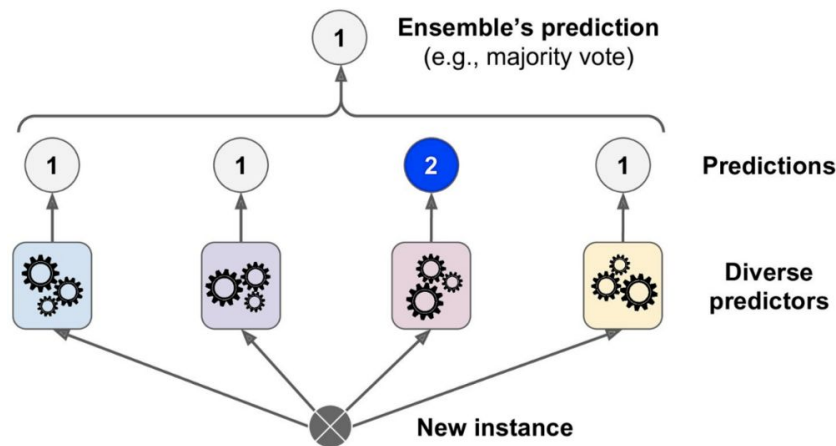 1
Ensemble's prediction
(e.g., majority vote)
1 1 2 1 Predictions
Diverse
predictors
New instance